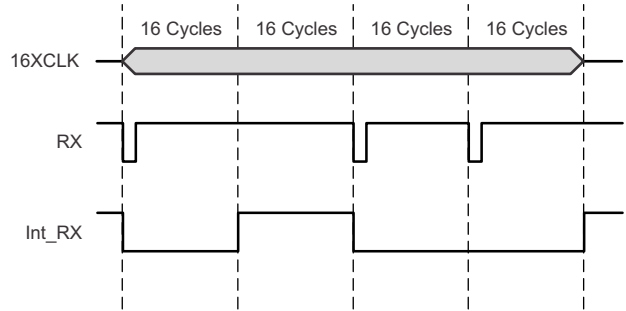 16 Cycles 16 Cycles 16 Cycles 16 Cycles
16XCLK
RX
Int_RX